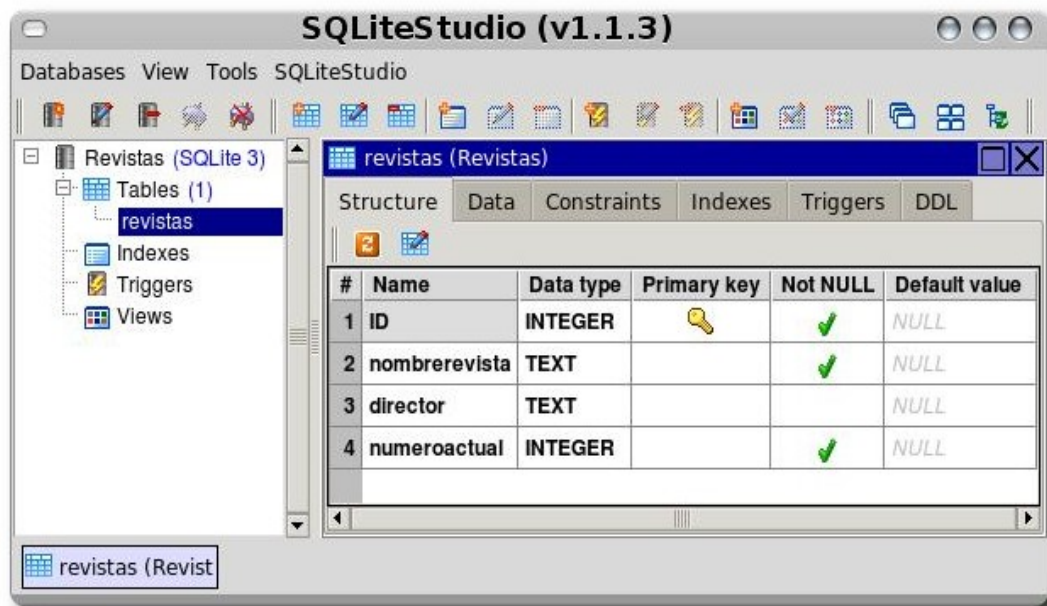 SQLiteStudio (v1.1.3)
Databases View Tools SQLiteStudio
Revistas (SQLite 3)
Tables (1)
revistas
Indexes
Triggers
Views
revistas (Revistas)
Structure Data Constraints Indexes Triggers DDL
# Name Data type Primary key Not NULL Default value
1 ID INTEGER NULL
2 nombrerevista TEXT NULL
3 director TEXT NULL
4 numeroactual INTEGER NULL
revistas (Revist